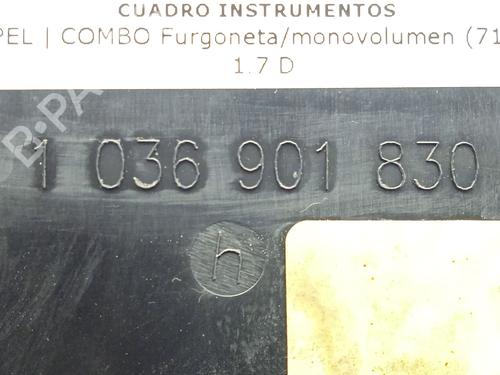 CUADRO INSTRUMENTOS
PEL | COMBO Furgoneta/monovolumen (71
1.7 D
1 036 901 830
h